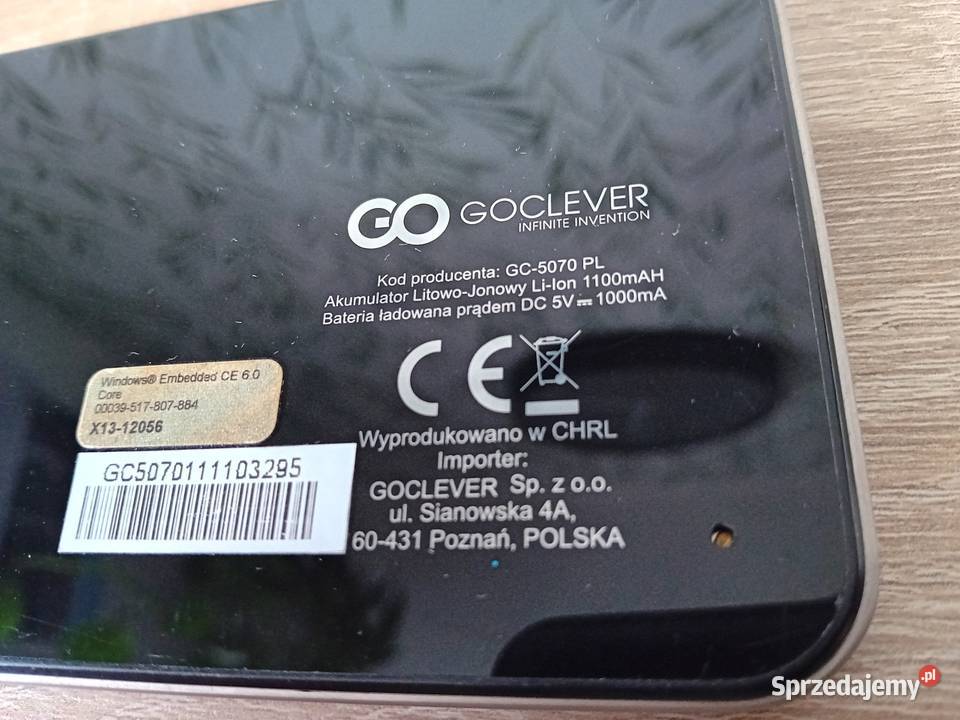 GO GOCLEVER
INFINITE INVENTION
Kod producenta: GC-5070 PL
Akumulator Litowo-Jonowy Li-Ion 1100mAH
Bateria ładowana prądem DC 5V⎓1000mA
CE
Windows® Embedded CE 6.0
Core
00039-517-807-884
X13-12056
GC5070111103295
Wyprodukowano w CHRL
Importer:
GOCLEVER Sp. z o.o.
ul. Sianowska 4A,
60-431 Poznań, POLSKA
Sprzedajemy.pl